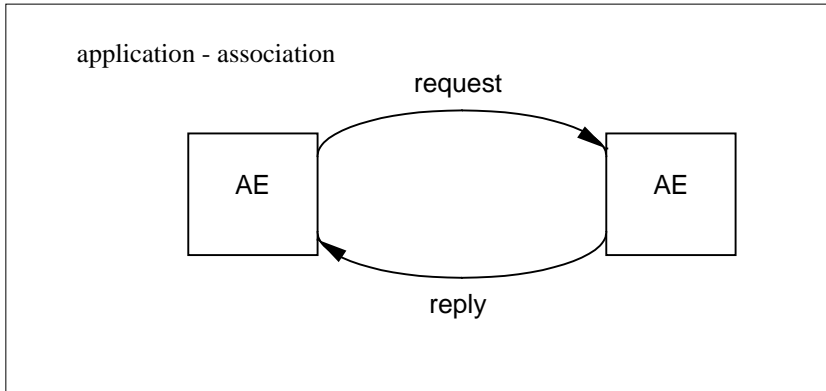 application - association
request
AE
AE
reply